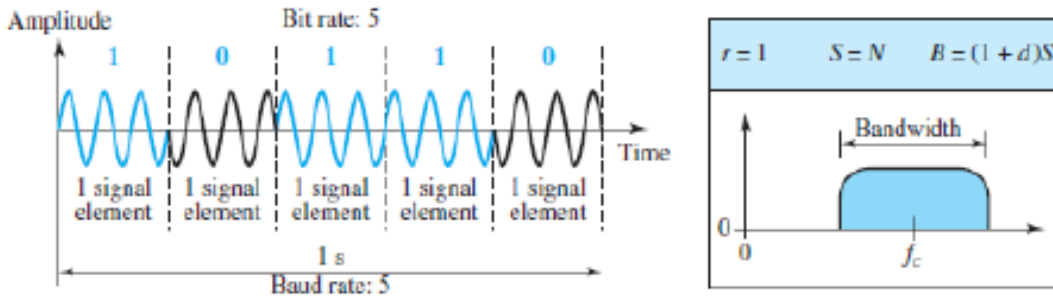 Amplitude
Bit rate: 5
1 0 1 1 0
Time
1 signal element
1 signal element
1 signal element
1 signal element
1 signal element
1 s
Baud rate: 5
r = 1 S = N B = (1 + d)S
Bandwidth
0
0
fc